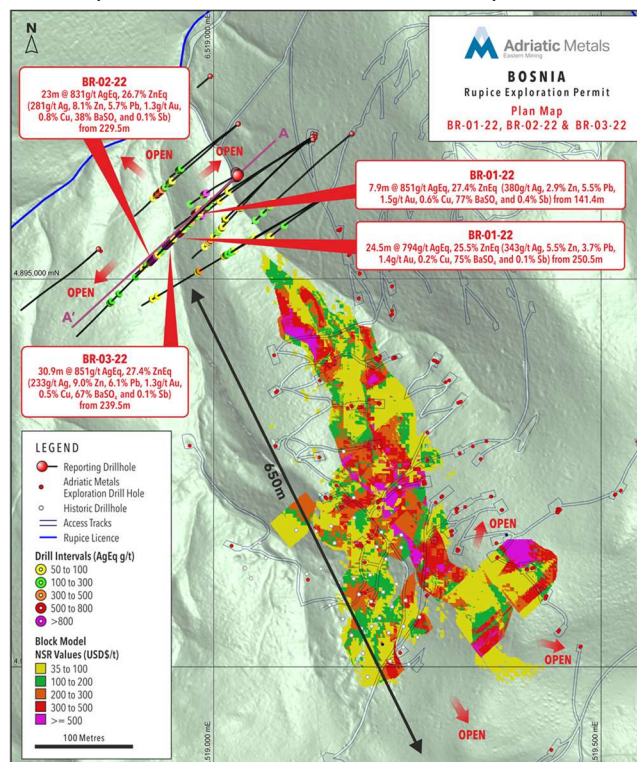 N
6,519,000 mE
Adriatic Metals
Eastern Mining
BOSNIA
Rupice Exploration Permit
Plan Map
BR-01-22, BR-02-22 & BR-03-22
BR-02-22
23m @ 831g/t AgEq, 26.7% ZnEq
(281g/t Ag, 8.1% Zn, 5.7% Pb, 1.3g/t Au,
0.8% Cu, 38% BaSO₄ and 0.1% Sb)
from 229.5m
OPEN
OPEN
A
BR-01-22
7.9m @ 851g/t AgEq, 27.4% ZnEq (380g/t Ag, 2.9% Zn, 5.5% Pb,
1.5g/t Au, 0.6% Cu, 77% BaSO₄ and 0.4% Sb) from 141.4m
BR-01-22
24.5m @ 794g/t AgEq, 25.5% ZnEq (343g/t Ag, 5.5% Zn, 3.7% Pb,
1.4g/t Au, 0.2% Cu, 75% BaSO₄ and 0.1% Sb) from 250.5m
4,895,000 mN
OPEN
A'
BR-03-22
30.9m @ 851g/t AgEq, 27.4% ZnEq
(233g/t Ag, 9.0% Zn, 6.1% Pb, 1.3g/t Au,
0.5% Cu, 67% BaSO₄ and 0.1% Sb)
from 239.5m
650m
OPEN
OPEN
OPEN
LEGEND
Reporting Drillhole
Adriatic Metals
Exploration Drill Hole
Historic Drillhole
Access Tracks
Rupice Licence
Drill Intervals (AgEq g/t)
50 to 100
100 to 300
300 to 500
500 to 800
>800
Block Model
NSR Values (USD$/t)
35 to 100
100 to 200
200 to 300
300 to 500
>= 500
100 Metres
6,519,000 mE
6,519,500 mE